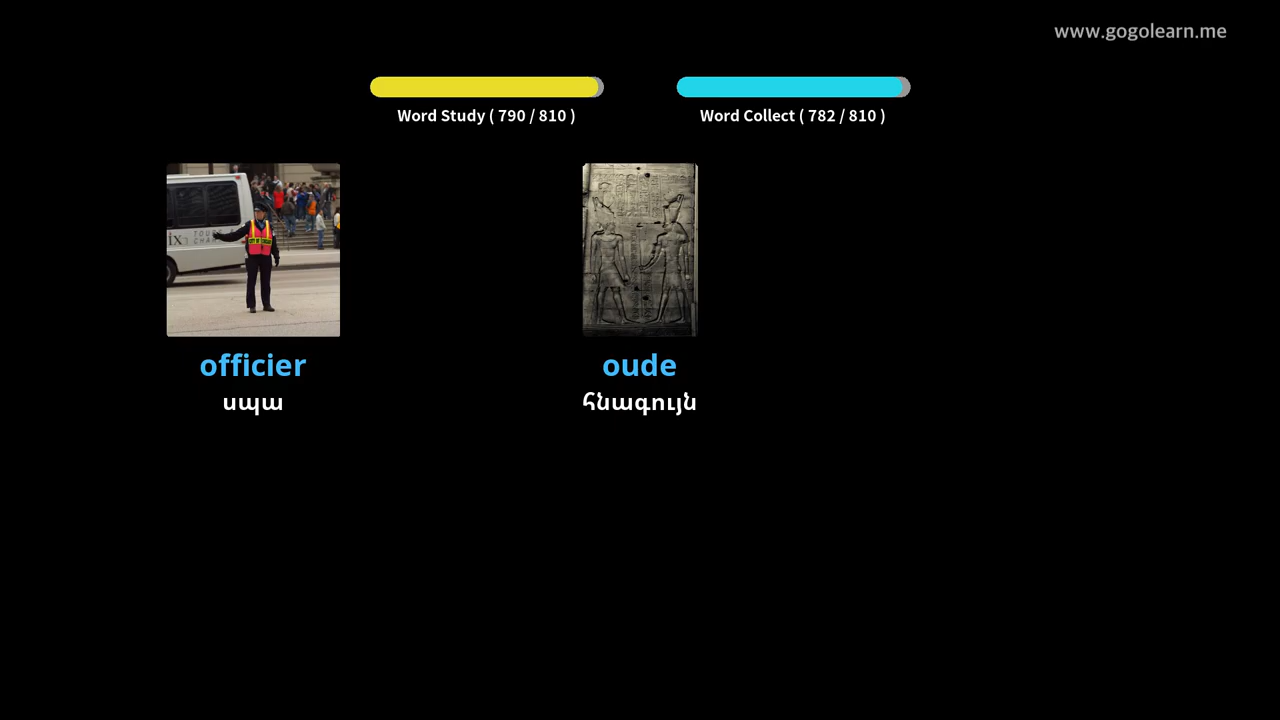 www.gogolearn.me
Word Study ( 790 / 810 )
Word Collect ( 782 / 810 )
officier
սպա
oude
հնագույն